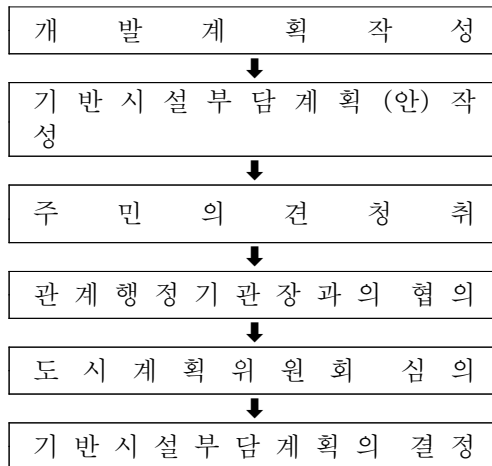 개 발 계 획 작 성
기 반 시 설 부 담 계 획 (안) 작
성
주 민 의 견 청 취
관 계 행 정 기 관 장 과 의 협 의
도 시 계 획 위 원 회 심 의
기 반 시 설 부 담 계 획 의 결 정